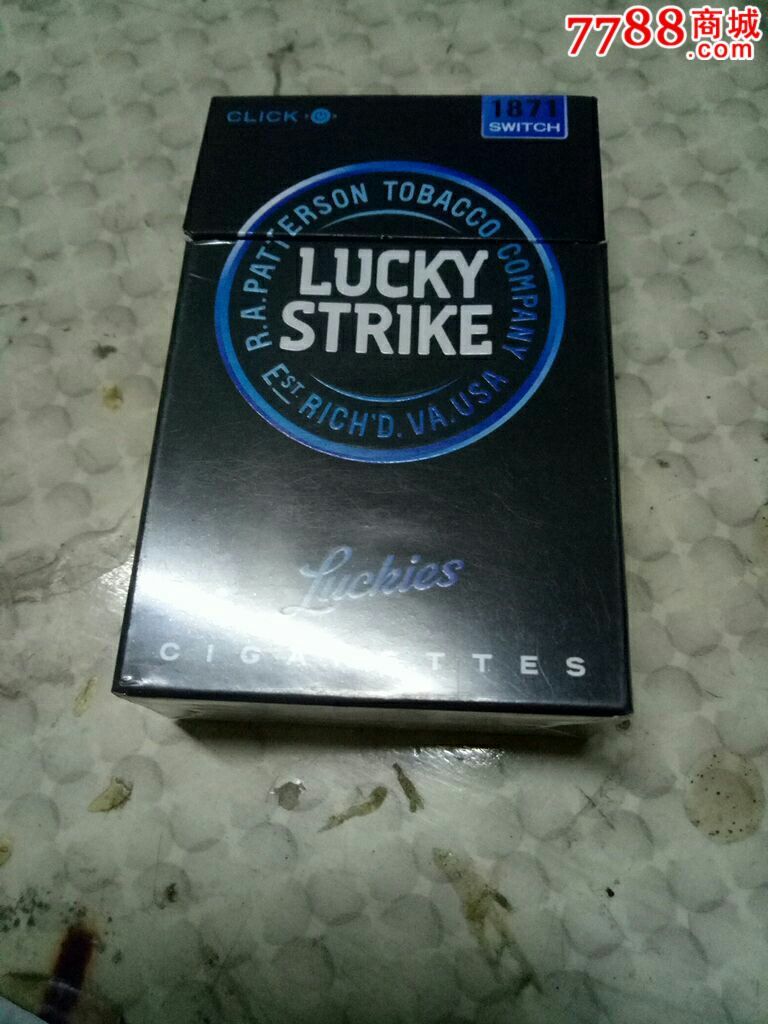 7788商城
.com
CLICK
1871
SWITCH
R.A.PATTERSON TOBACCO COMPANY
LUCKY
STRIKE
EST. RICH'D. VA. USA
Luckies
CIGARETTES